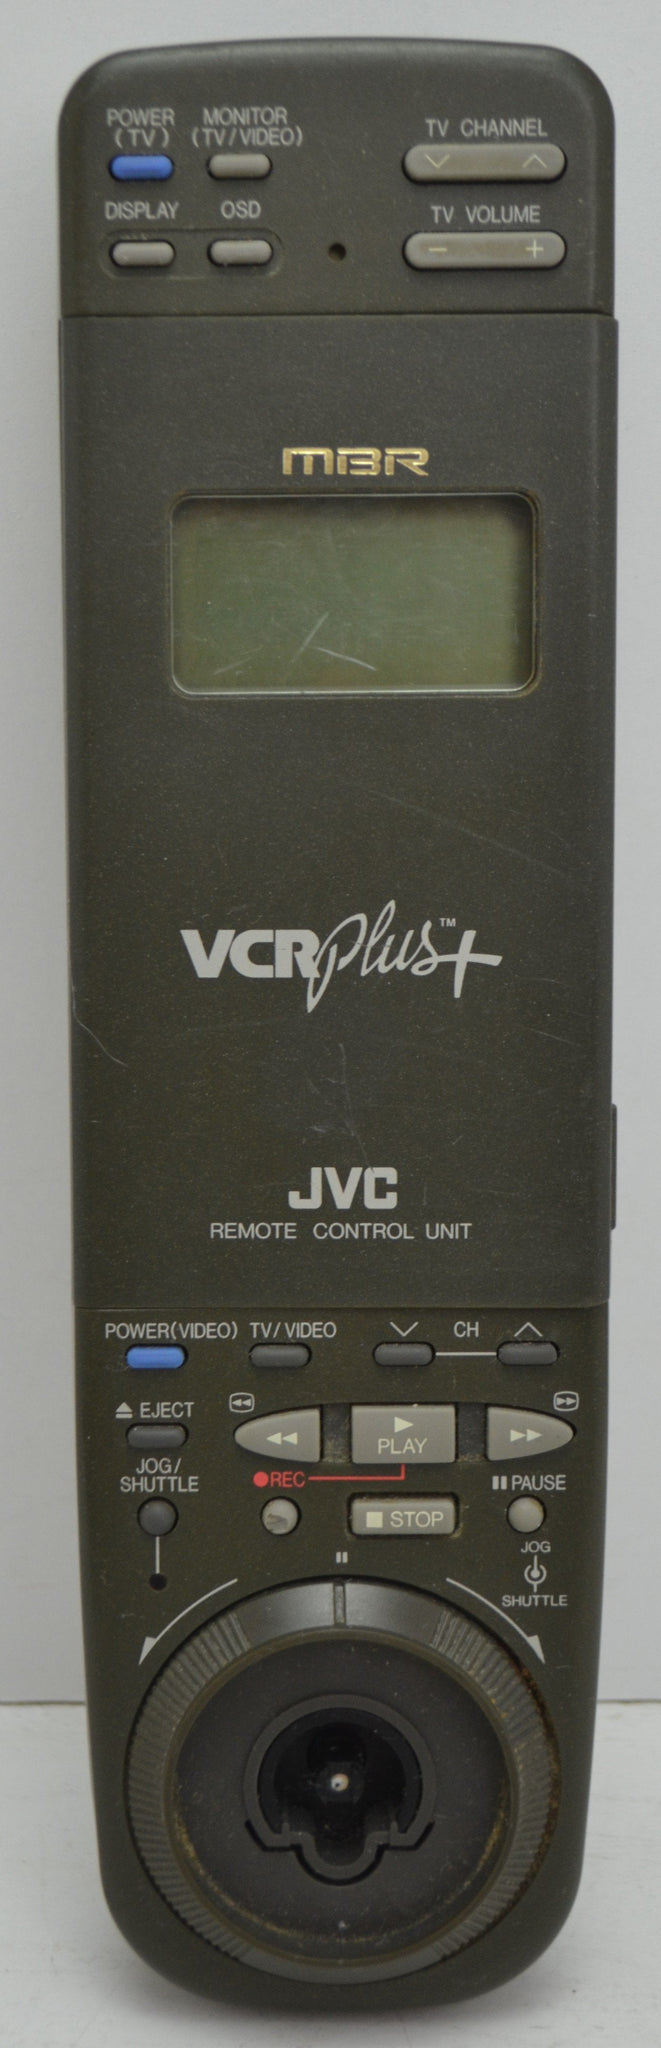 POWER MONITOR TV CHANNEL
(TV) (TV/VIDEO)
DISPLAY OSD TV VOLUME
− +
MBR
VCRPlus+™
JVC
REMOTE CONTROL UNIT
POWER(VIDEO) TV/VIDEO CH
EJECT
PLAY
JOG/
SHUTTLE
REC
PAUSE
STOP
JOG
SHUTTLE